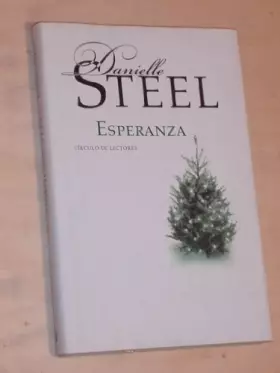 Danielle
STEEL
ESPERANZA
CÍRCULO DE LECTORES